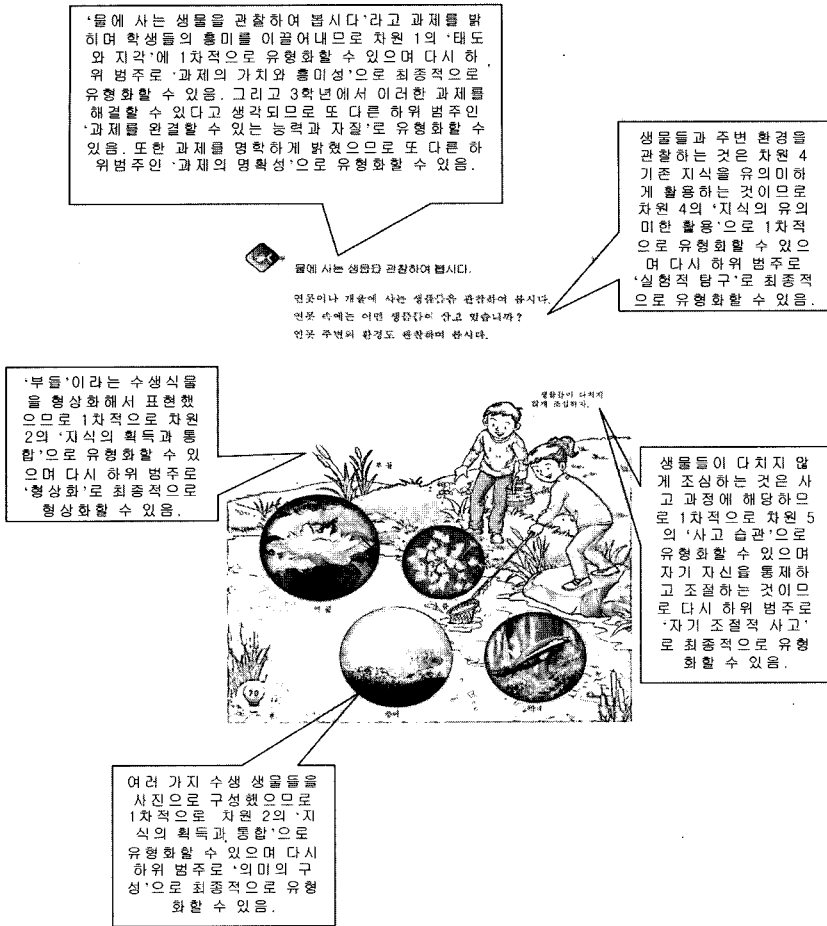 ‘물에 사는 생물을 관찰하여 봅시다’라고 과제를 밝
히며 학생들의 흥미를 이끌어내므로 차원 1의 ‘태도
와 지각’에 1차적으로 유형화할 수 있으며 다시 하
위 범주로 ‘과제의 가치와 흥미성’으로 최종적으로
유형화할 수 있음. 그리고 3학년에서 이러한 과제를
해결할 수 있다고 생각되므로 또 다른 하위 범주인
‘과제를 완결할 수 있는 능력과 자질’로 유형화할 수
있음. 또한 과제를 명확하게 밝혔으므로 또 다른 하
위범주인 ‘과제의 명확성’으로 유형화할 수 있음.
생물들과 주변 환경을
관찰하는 것은 차원 4
기존 지식을 유의미하
게 활용하는 것이므로
차원 4의 ‘지식의 유의
미한 활용’으로 1차적
으로 유형화할 수 있으
며 다시 하위 범주로
‘실험적 탐구’로 최종적
으로 유형화할 수 있음.
물에 사는 생물을 관찰하여 봅시다.
연못이나 개울에 사는 생물들을 관찰하여 봅시다.
연못 속에는 어떤 생물들이 살고 있습니까?
연못 주변의 환경도 관찰하여 봅시다.
생물들이 다치지
않게 조심하자.
‘부들’이라는 수생식물
을 형상화해서 표현했
으므로 1차적으로 차원
2의 ‘지식의 획득과 통
합’으로 유형화할 수 있
으며 다시 하위 범주로
‘형상화’로 최종적으로
형상화할 수 있음.
부들
생물들이 다치지 않
게 조심하는 것은 사
고 과정에 해당하므
로 1차적으로 차원 5
의 ‘사고 습관’으로
유형화할 수 있으며
자기 자신을 통제하
고 조절하는 것이므
로 다시 하위 범주로
‘자기 조절적 사고’
로 최종적으로 유형
화할 수 있음.
70
붕어
여러 가지 수생 생물들을
사진으로 구성했으므로
1차적으로 차원 2의 ‘지
식의 획득과 통합’으로
유형화할 수 있으며 다시
하위 범주로 ‘의미의 구
성’으로 최종적으로 유형
화할 수 있음.